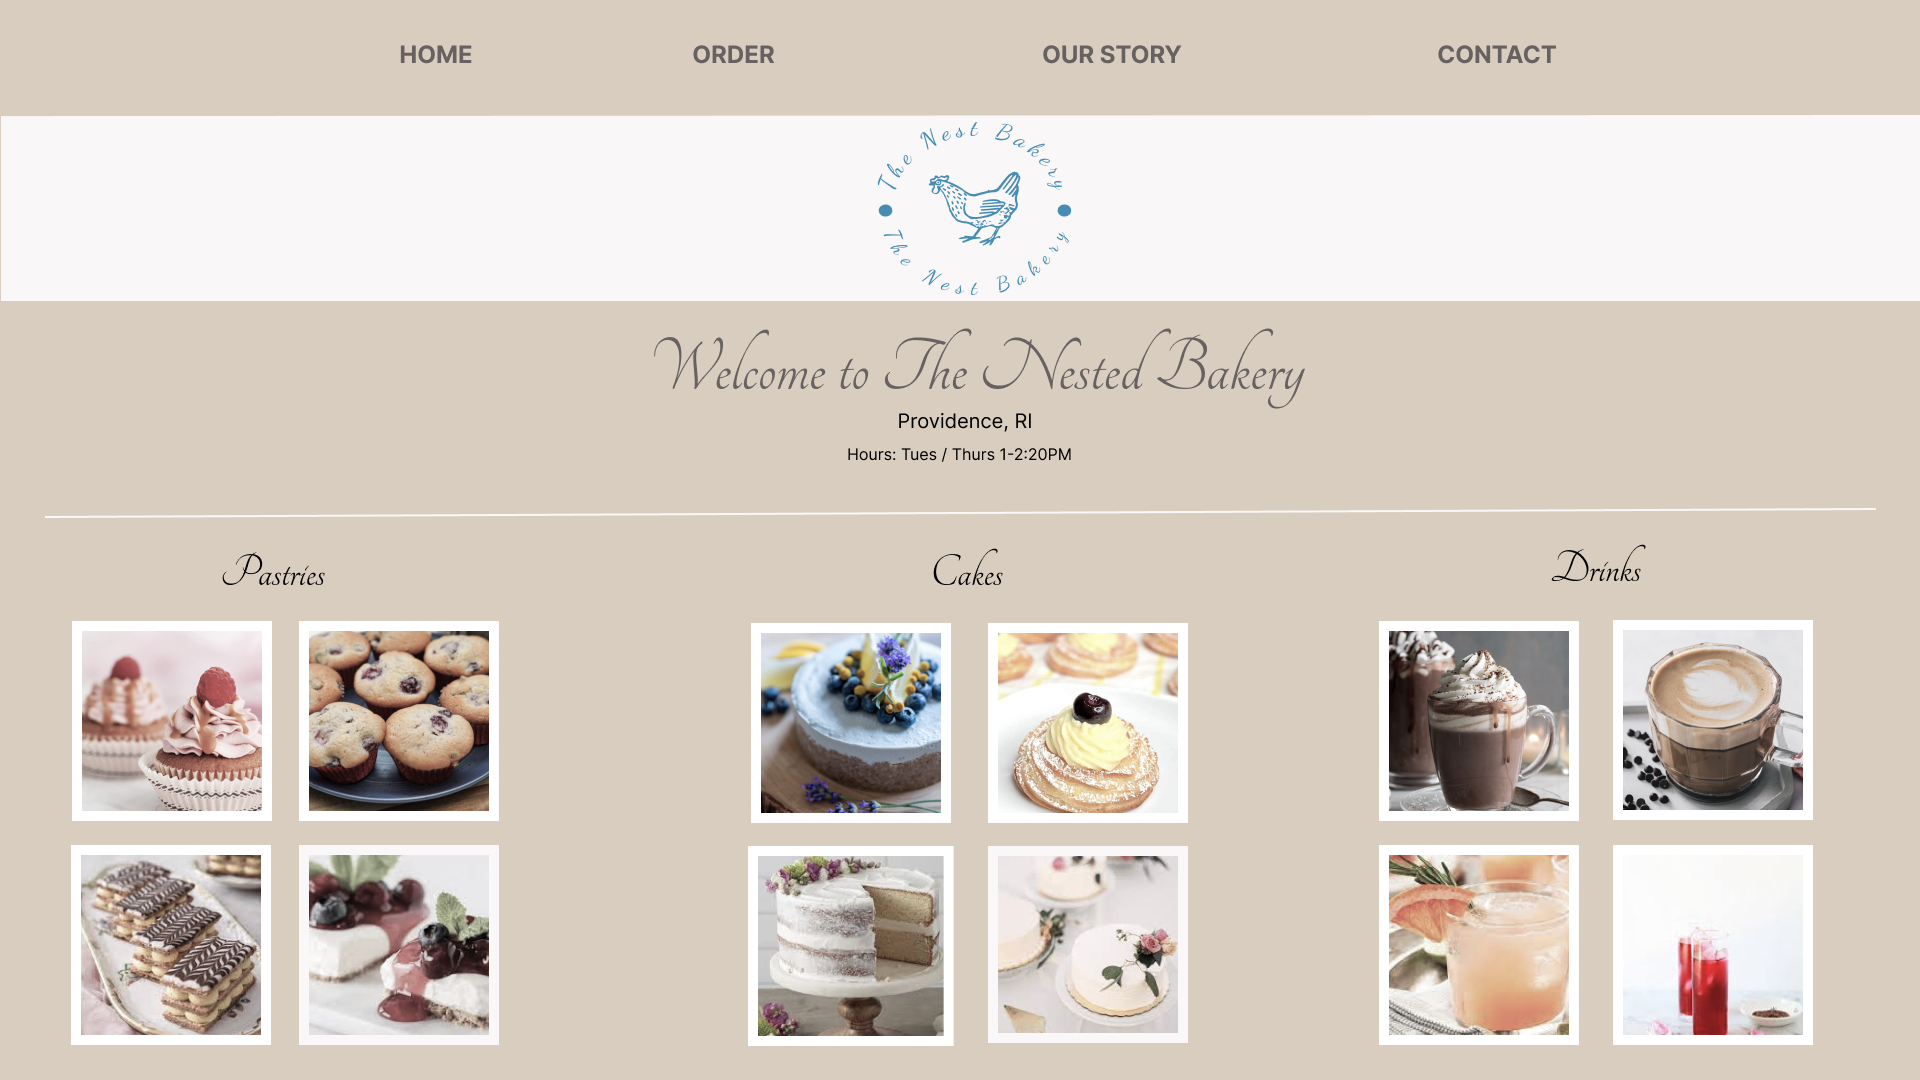 HOME ORDER OUR STORY CONTACT
The Nest Bakery
The Nest Bakery
Welcome to The Nested Bakery
Providence, RI
Hours: Tues / Thurs 1-2:20PM
Pastries Cakes Drinks